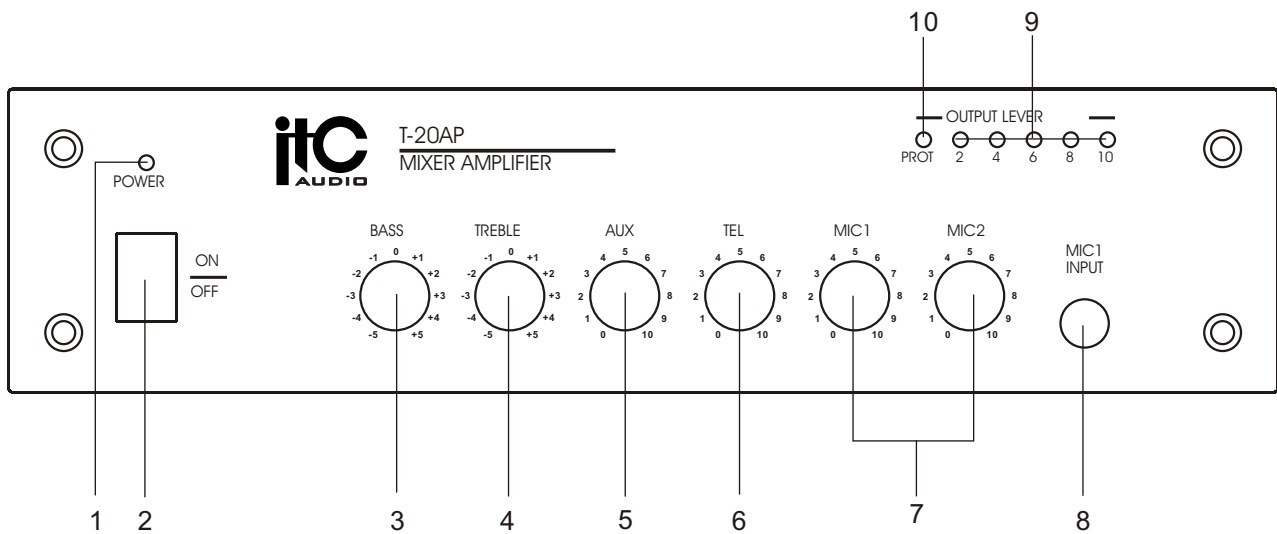 10 9
itC
AUDIO
T-20AP
MIXER AMPLIFIER
OUTPUT LEVER
PROT 2 4 6 8 10
POWER
ON
OFF
BASS
-5 -4 -3 -2 -1 0 +1 +2 +3 +4 +5
TREBLE
-5 -4 -3 -2 -1 0 +1 +2 +3 +4 +5
AUX
0 1 2 3 4 5 6 7 8 9 10
TEL
0 1 2 3 4 5 6 7 8 9 10
MIC1
0 1 2 3 4 5 6 7 8 9 10
MIC2
0 1 2 3 4 5 6 7 8 9 10
MIC1
INPUT
1 2 3 4 5 6 7 8